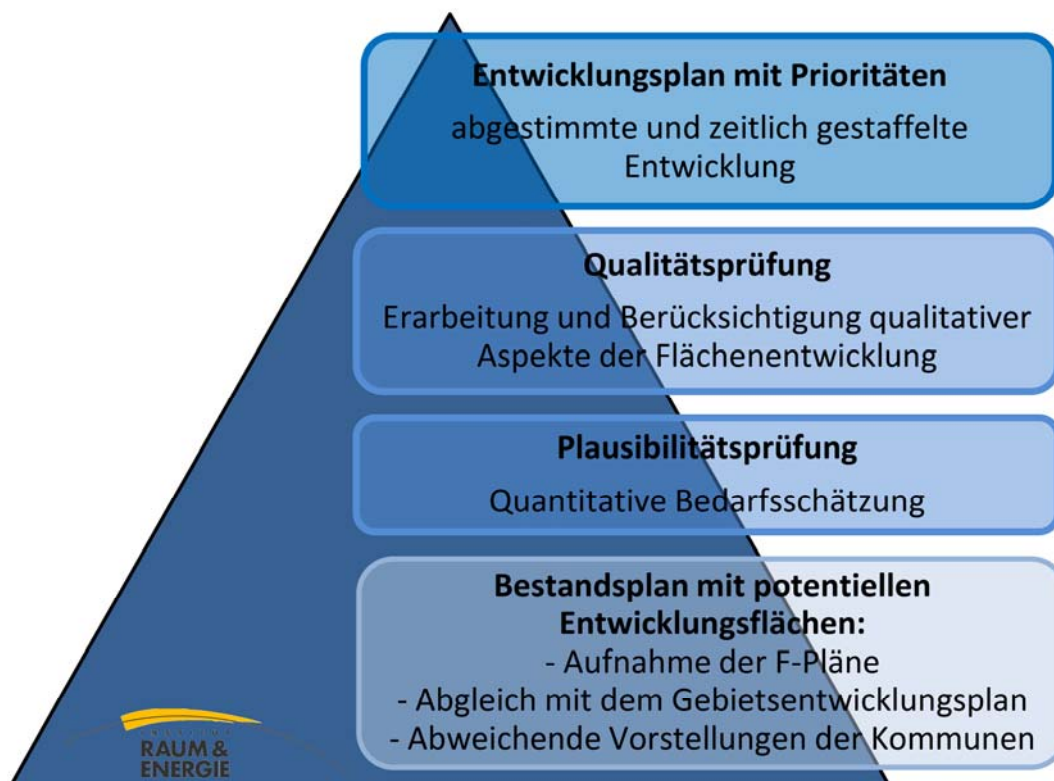 Entwicklungsplan mit Prioritäten
abgestimmte und zeitlich gestaffelte
Entwicklung
Qualitätsprüfung
Erarbeitung und Berücksichtigung qualitativer
Aspekte der Flächenentwicklung
Plausibilitätsprüfung
Quantitative Bedarfsschätzung
Bestandsplan mit potentiellen
Entwicklungsflächen:
- Aufnahme der F-Pläne
- Abgleich mit dem Gebietsentwicklungsplan
- Abweichende Vorstellungen der Kommunen
INSTITUT
RAUM &
ENERGIE